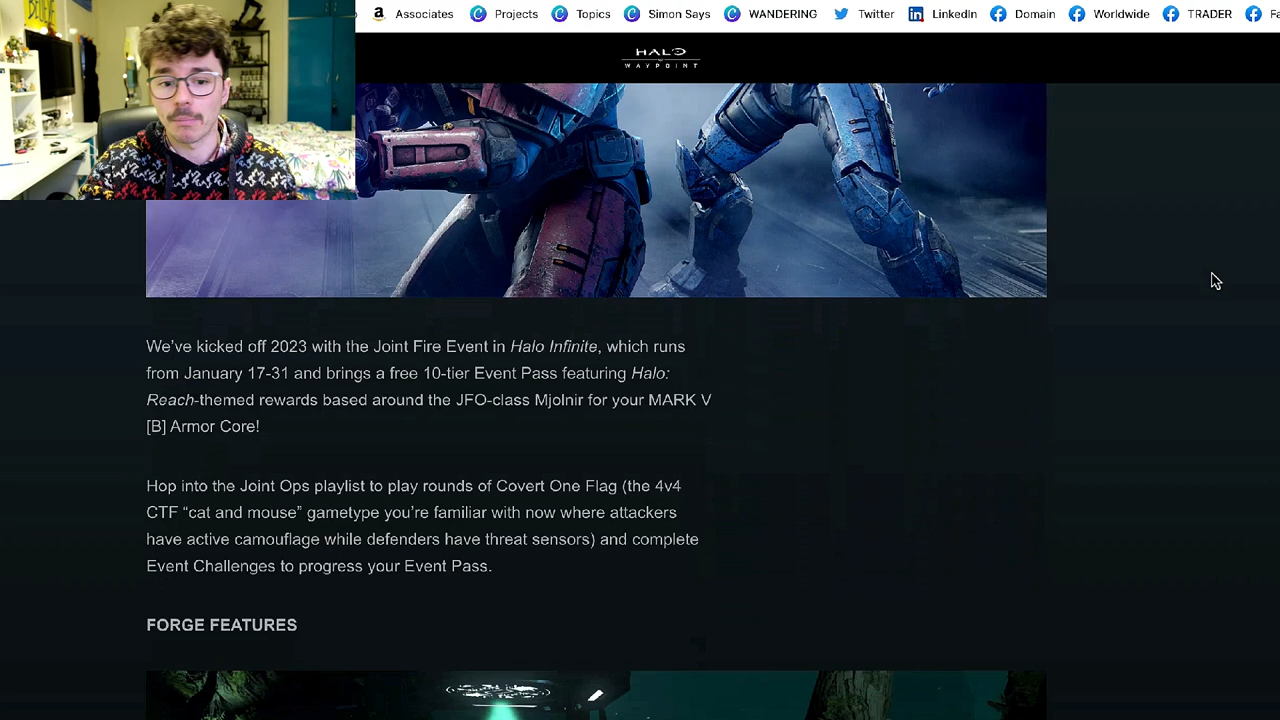 BELIEVE
Associates
Projects
Topics
Simon Says
WANDERING
Twitter
LinkedIn
Domain
Worldwide
TRADER
HALO
WAYPOINT
We've kicked off 2023 with the Joint Fire Event in Halo Infinite, which runs
from January 17-31 and brings a free 10-tier Event Pass featuring Halo:
Reach-themed rewards based around the JFO-class Mjolnir for your MARK V
[B] Armor Core!
Hop into the Joint Ops playlist to play rounds of Covert One Flag (the 4v4
CTF “cat and mouse” gametype you’re familiar with now where attackers
have active camouflage while defenders have threat sensors) and complete
Event Challenges to progress your Event Pass.
FORGE FEATURES